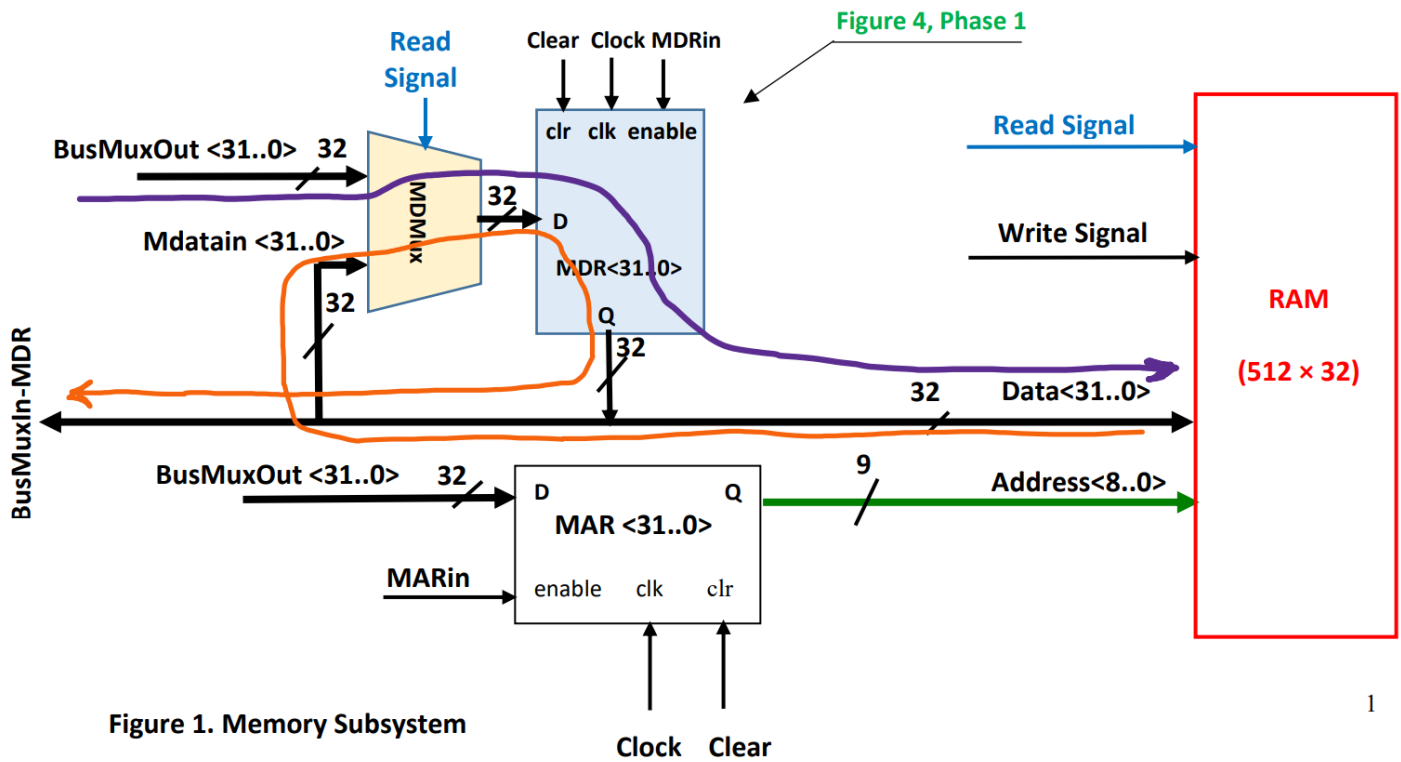 Figure 4, Phase 1
Read
Signal
Clear Clock MDRin
clr clk enable
BusMuxOut <31..0> 32
MDMux
32
D
Mdatain <31..0>
MDR<31..0>
32
Q
32
Read Signal
Write Signal
RAM
(512 × 32)
BusMuxIn-MDR
32
Data<31..0>
BusMuxOut <31..0> 32
D Q
MAR <31..0>
9
Address<8..0>
MARin
enable clk clr
Clock Clear
Figure 1. Memory Subsystem
1